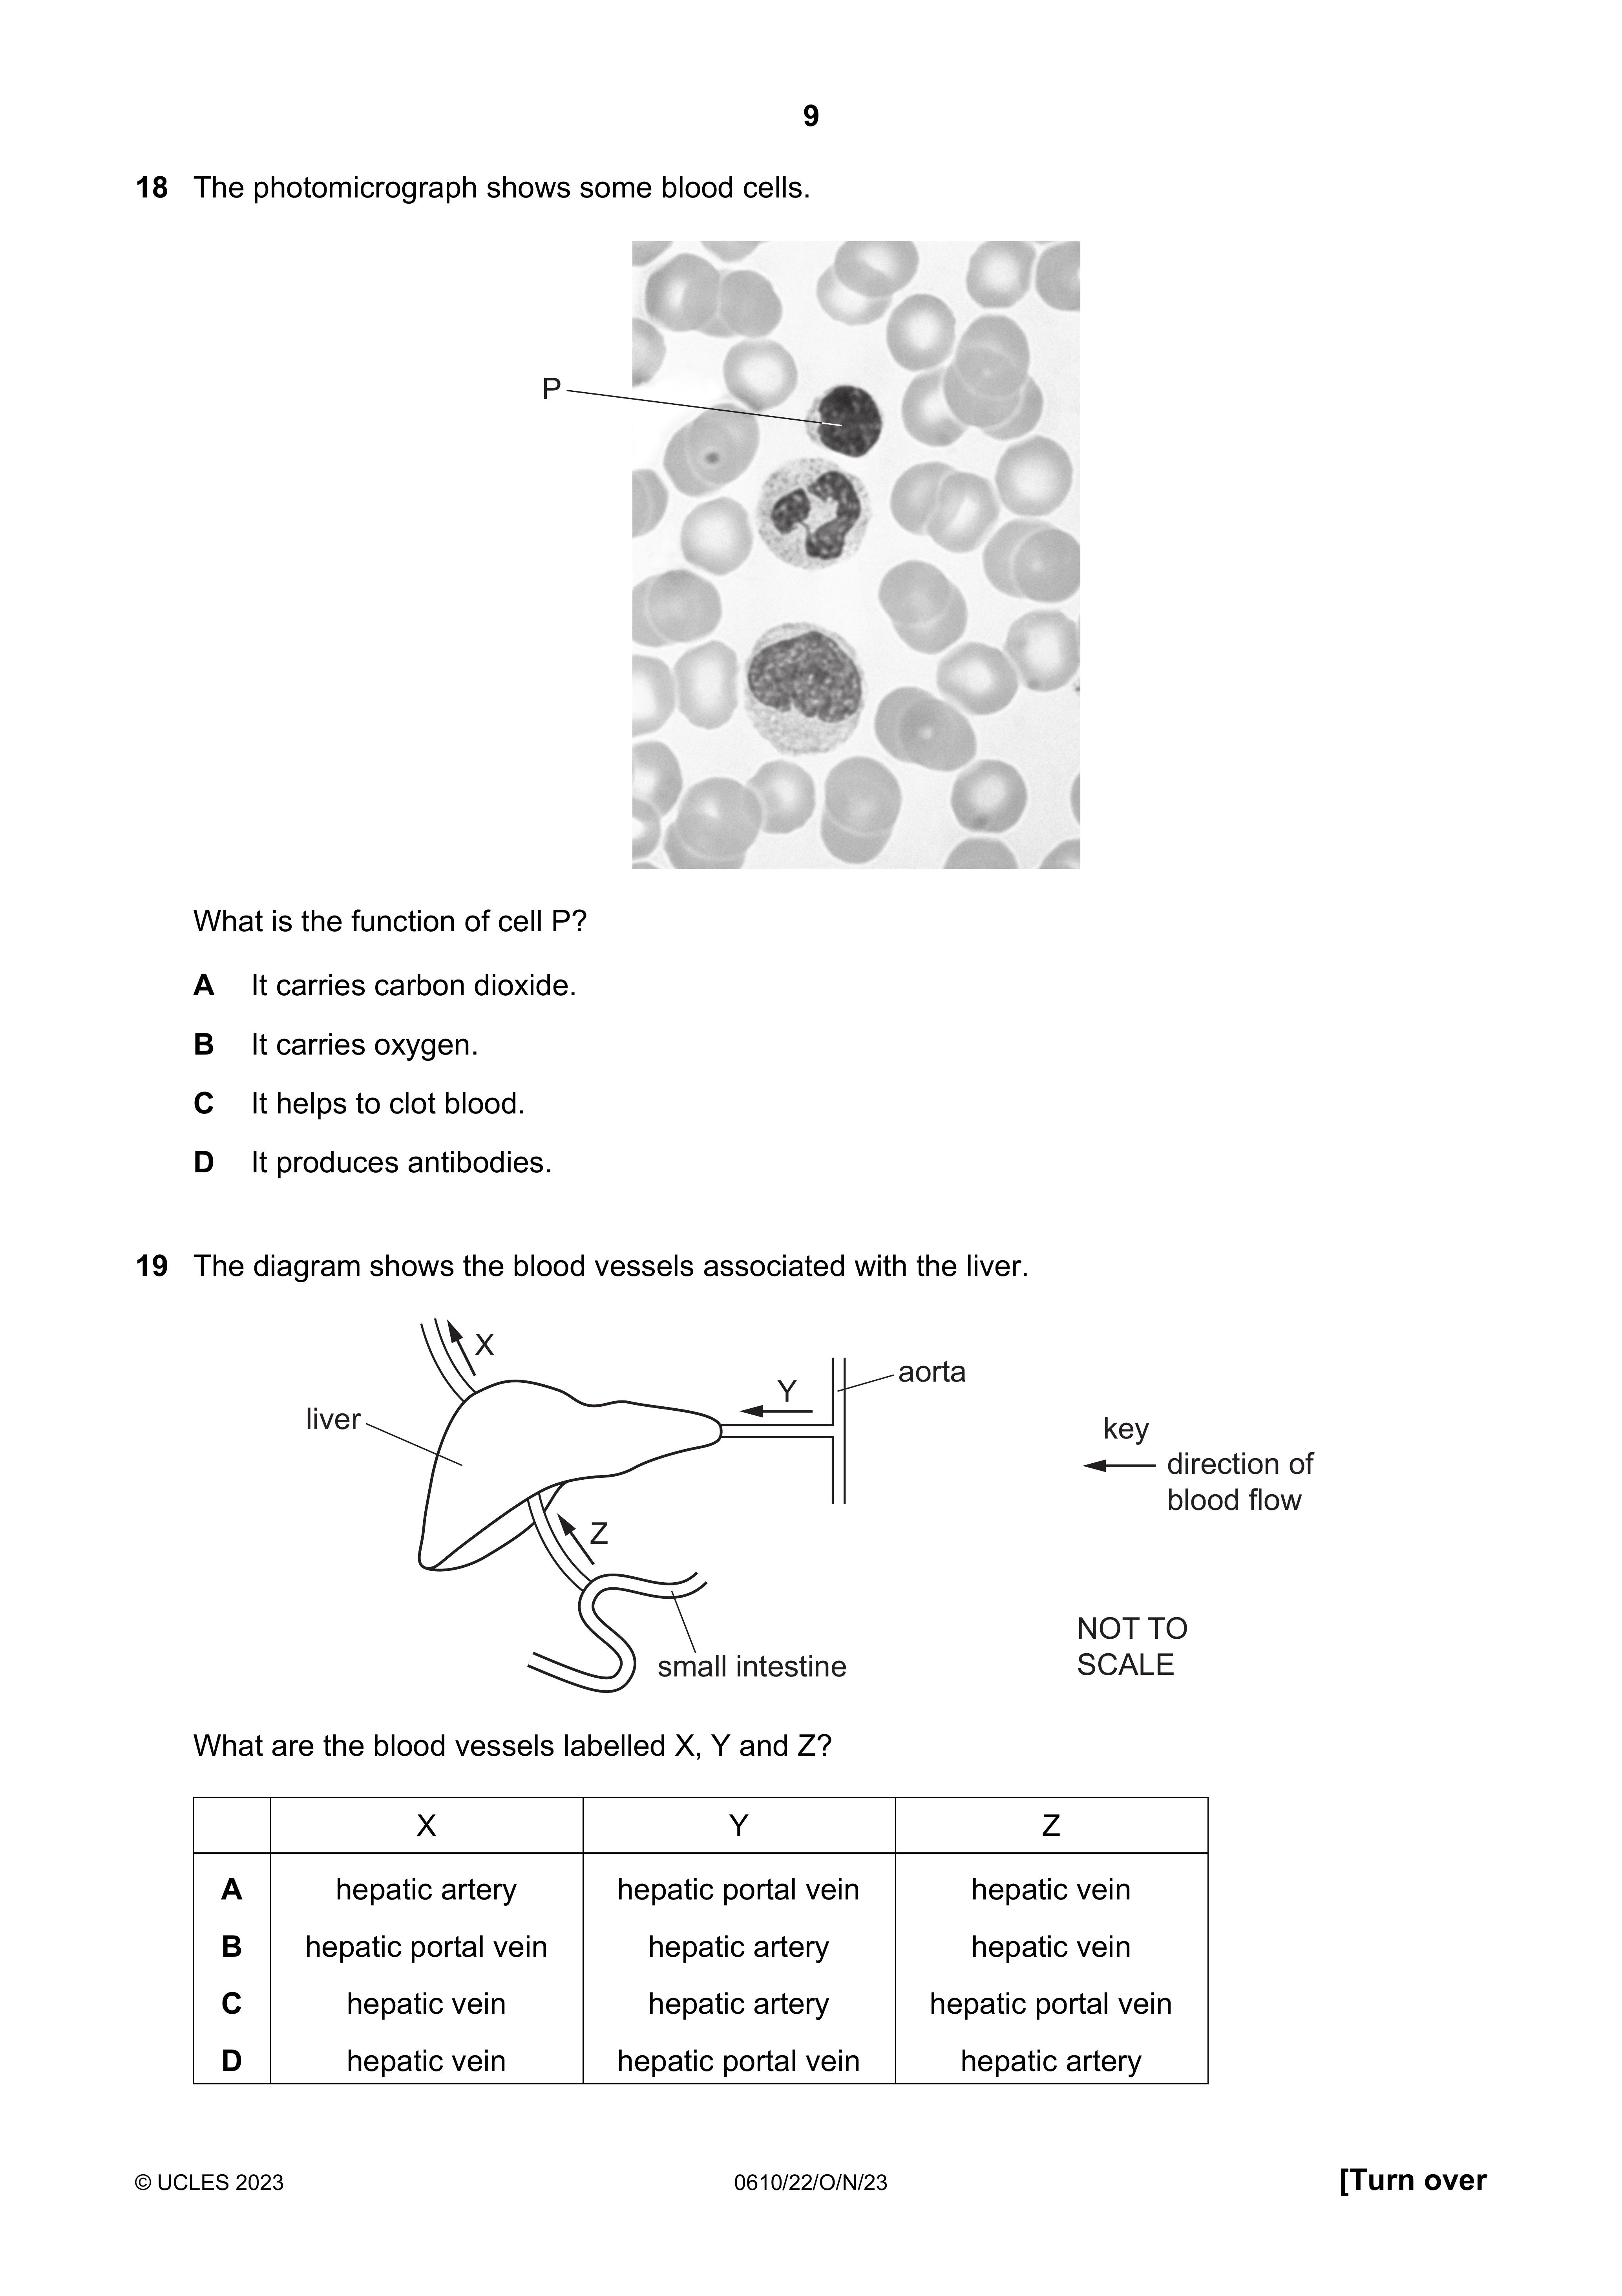 9
18 The photomicrograph shows some blood cells.
P
What is the function of cell P?
A It carries carbon dioxide.
B It carries oxygen.
C It helps to clot blood.
D It produces antibodies.
19 The diagram shows the blood vessels associated with the liver.
X
aorta
Y
liver
key
direction of
blood flow
Z
NOT TO
SCALE
small intestine
What are the blood vessels labelled X, Y and Z?
X Y Z
A hepatic artery hepatic portal vein hepatic vein
B hepatic portal vein hepatic artery hepatic vein
C hepatic vein hepatic artery hepatic portal vein
D hepatic vein hepatic portal vein hepatic artery
© UCLES 2023 0610/22/O/N/23 [Turn over